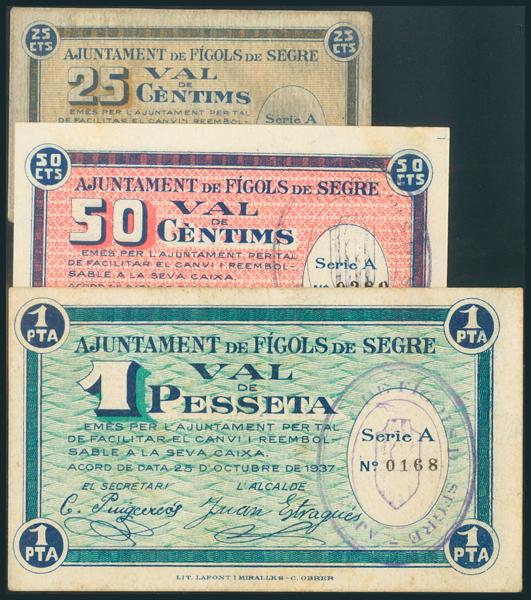 25 CTS
25 CTS
AJUNTAMENT DE FÍGOLS DE SEGRE
25 VAL
DE
CÈNTIMS
EMÈS PER L'AJUNTAMENT PER TAL
DE FACILITAR EL CANVI I REEMBOL-
Serie A
50 CTS
50 CTS
AJUNTAMENT DE FÍGOLS DE SEGRE
50 VAL
DE
CÈNTIMS
EMÈS PER L'AJUNTAMENT PER TAL
DE FACILITAR EL CANVI I REEMBOL-
SABLE A LA SEVA CAIXA.
Serie A
Nº 0380
1 PTA
1 PTA
AJUNTAMENT DE FÍGOLS DE SEGRE
1 VAL
DE
PESSETA
EMÈS PER L'AJUNTAMENT PER TAL
DE FACILITAR EL CANVI I REEMBOL-
SABLE A LA SEVA CAIXA.
ACORD DE DATA 25 D'OCTUBRE DE 1937
Serie A
Nº 0168
EL SECRETARI L'ALCALDE
C. Juan
1 PTA
1 PTA
LIT. LAFONT I MIRALLES - C. OBRER